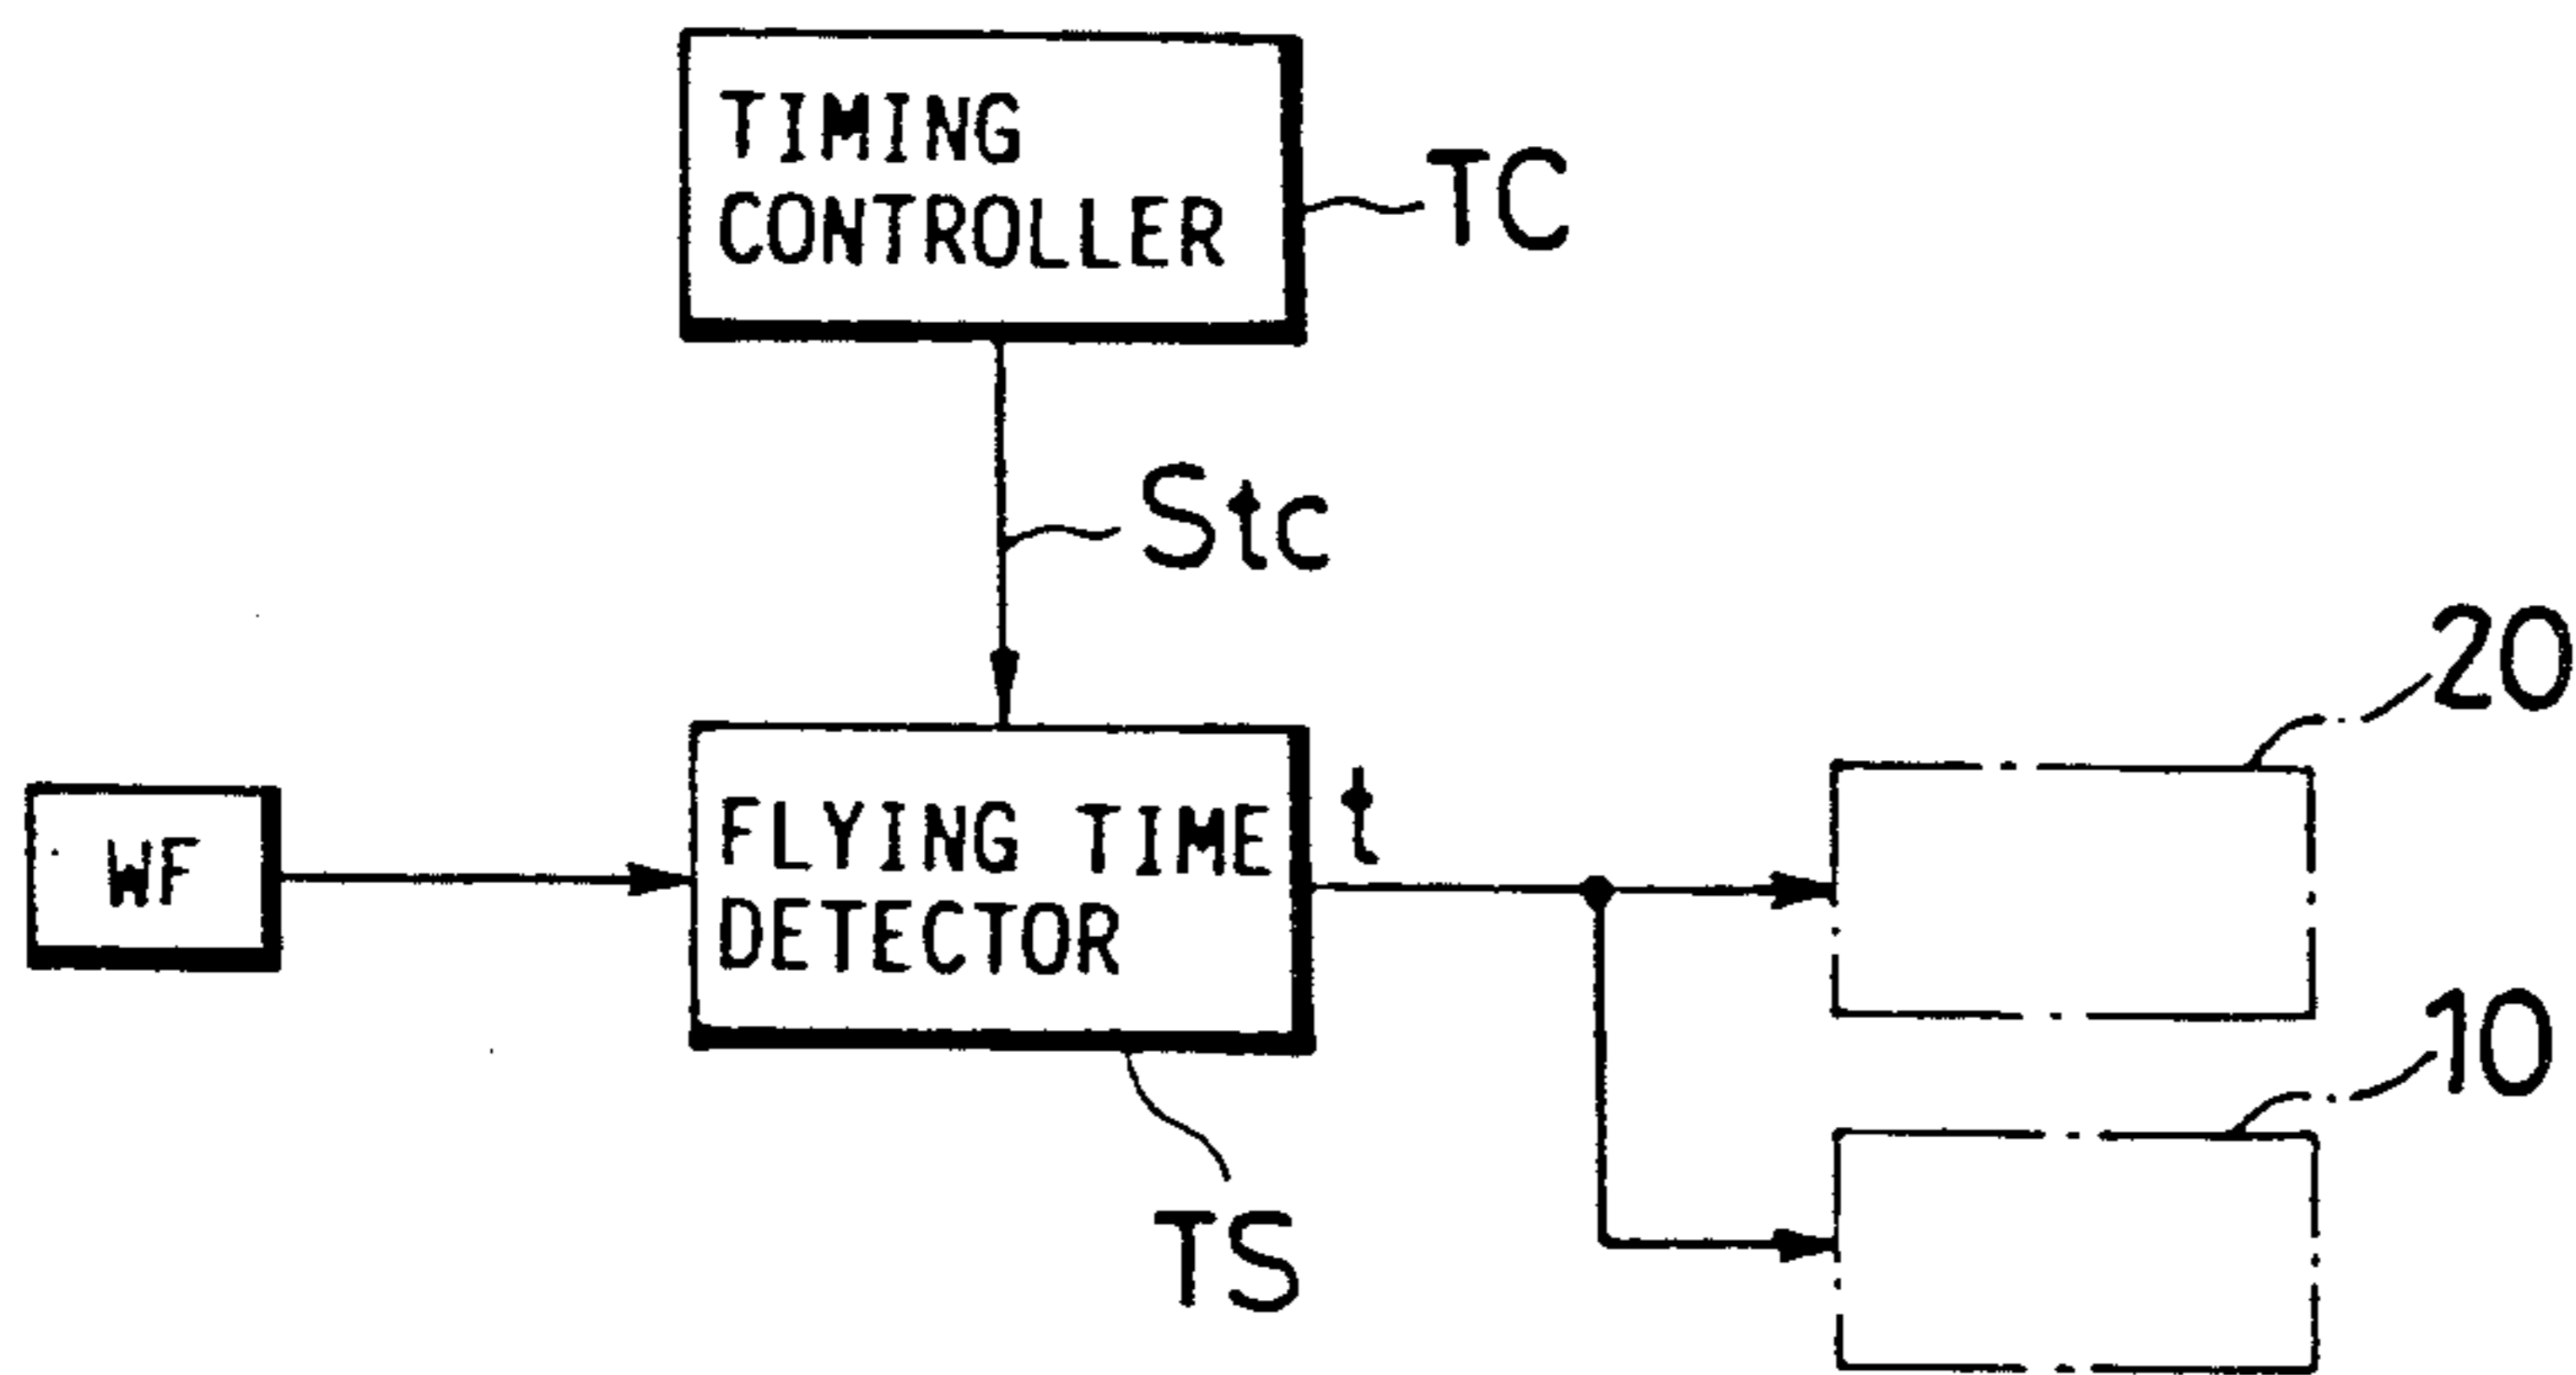 TIMING
CONTROLLER
TC
Stc
20
WF
FLYING TIME
DETECTOR
t
10
TS